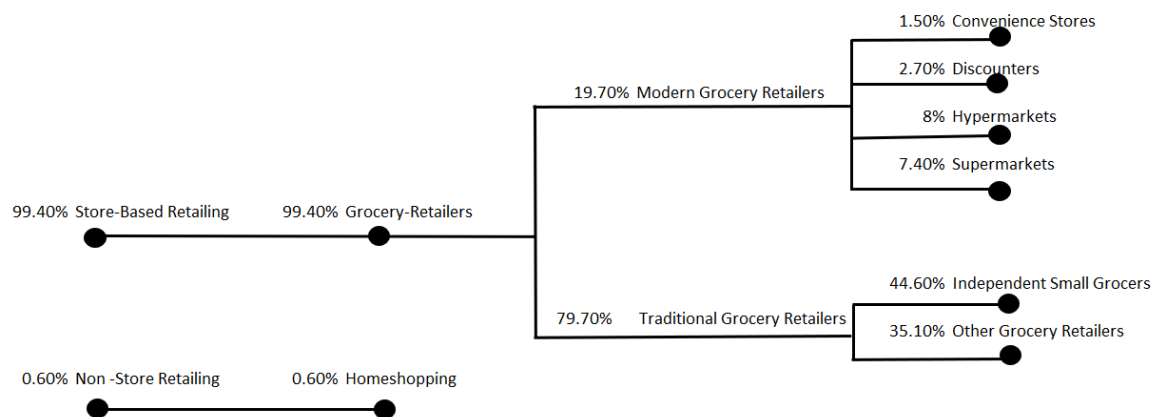 1.50% Convenience Stores
2.70% Discounters
19.70% Modern Grocery Retailers
8% Hypermarkets
7.40% Supermarkets
99.40% Store-Based Retailing
99.40% Grocery-Retailers
44.60% Independent Small Grocers
79.70% Traditional Grocery Retailers
35.10% Other Grocery Retailers
0.60% Non -Store Retailing
0.60% Homeshopping